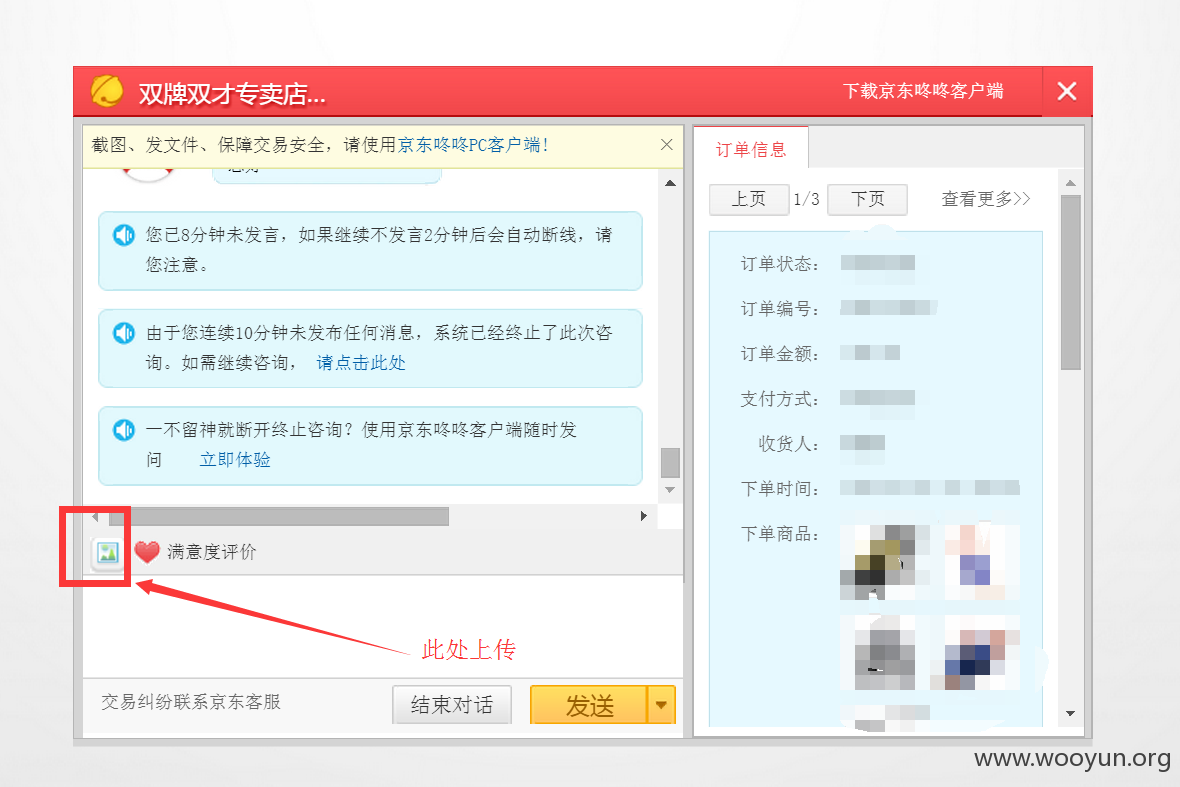 双牌双才专卖店...
下载京东咚咚客户端
截图、发文件、保障交易安全，请使用京东咚咚PC客户端！
您已8分钟未发言，如果继续不发言2分钟后会自动断线，请
您注意。
由于您连续10分钟未发布任何消息，系统已经终止了此次咨
询。如需继续咨询， 请点击此处
一不留神就断开终止咨询？使用京东咚咚客户端随时发
问 立即体验
满意度评价
此处上传
交易纠纷联系京东客服
结束对话
发送
订单信息
上页 1/3 下页 查看更多>>
订单状态：
订单编号：
订单金额：
支付方式：
收货人：
下单时间：
下单商品：
www.wooyun.org